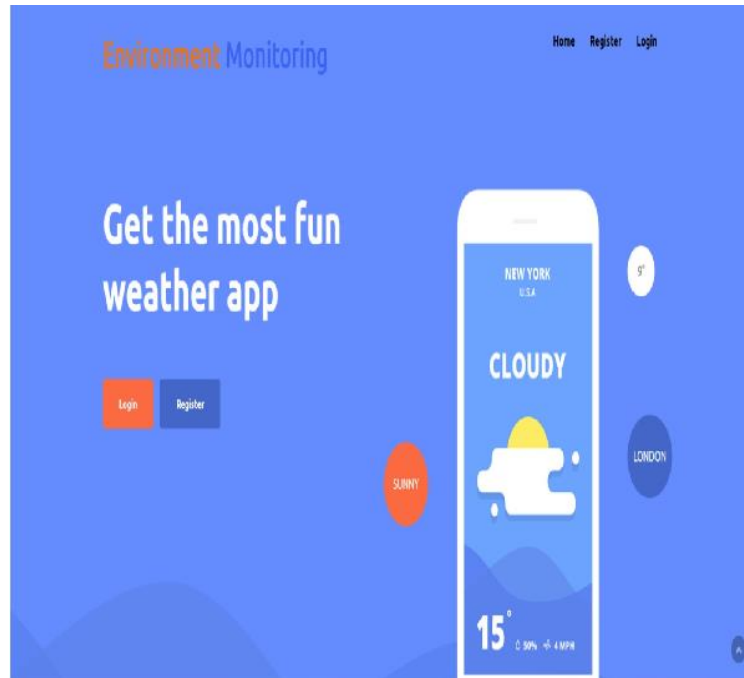 Environment Monitoring
Home Register Login
Get the most fun
weather app
Login Register
NEW YORK
U.S.A
CLOUDY
9°
SUNNY
LONDON
15° 50% 4 MPH